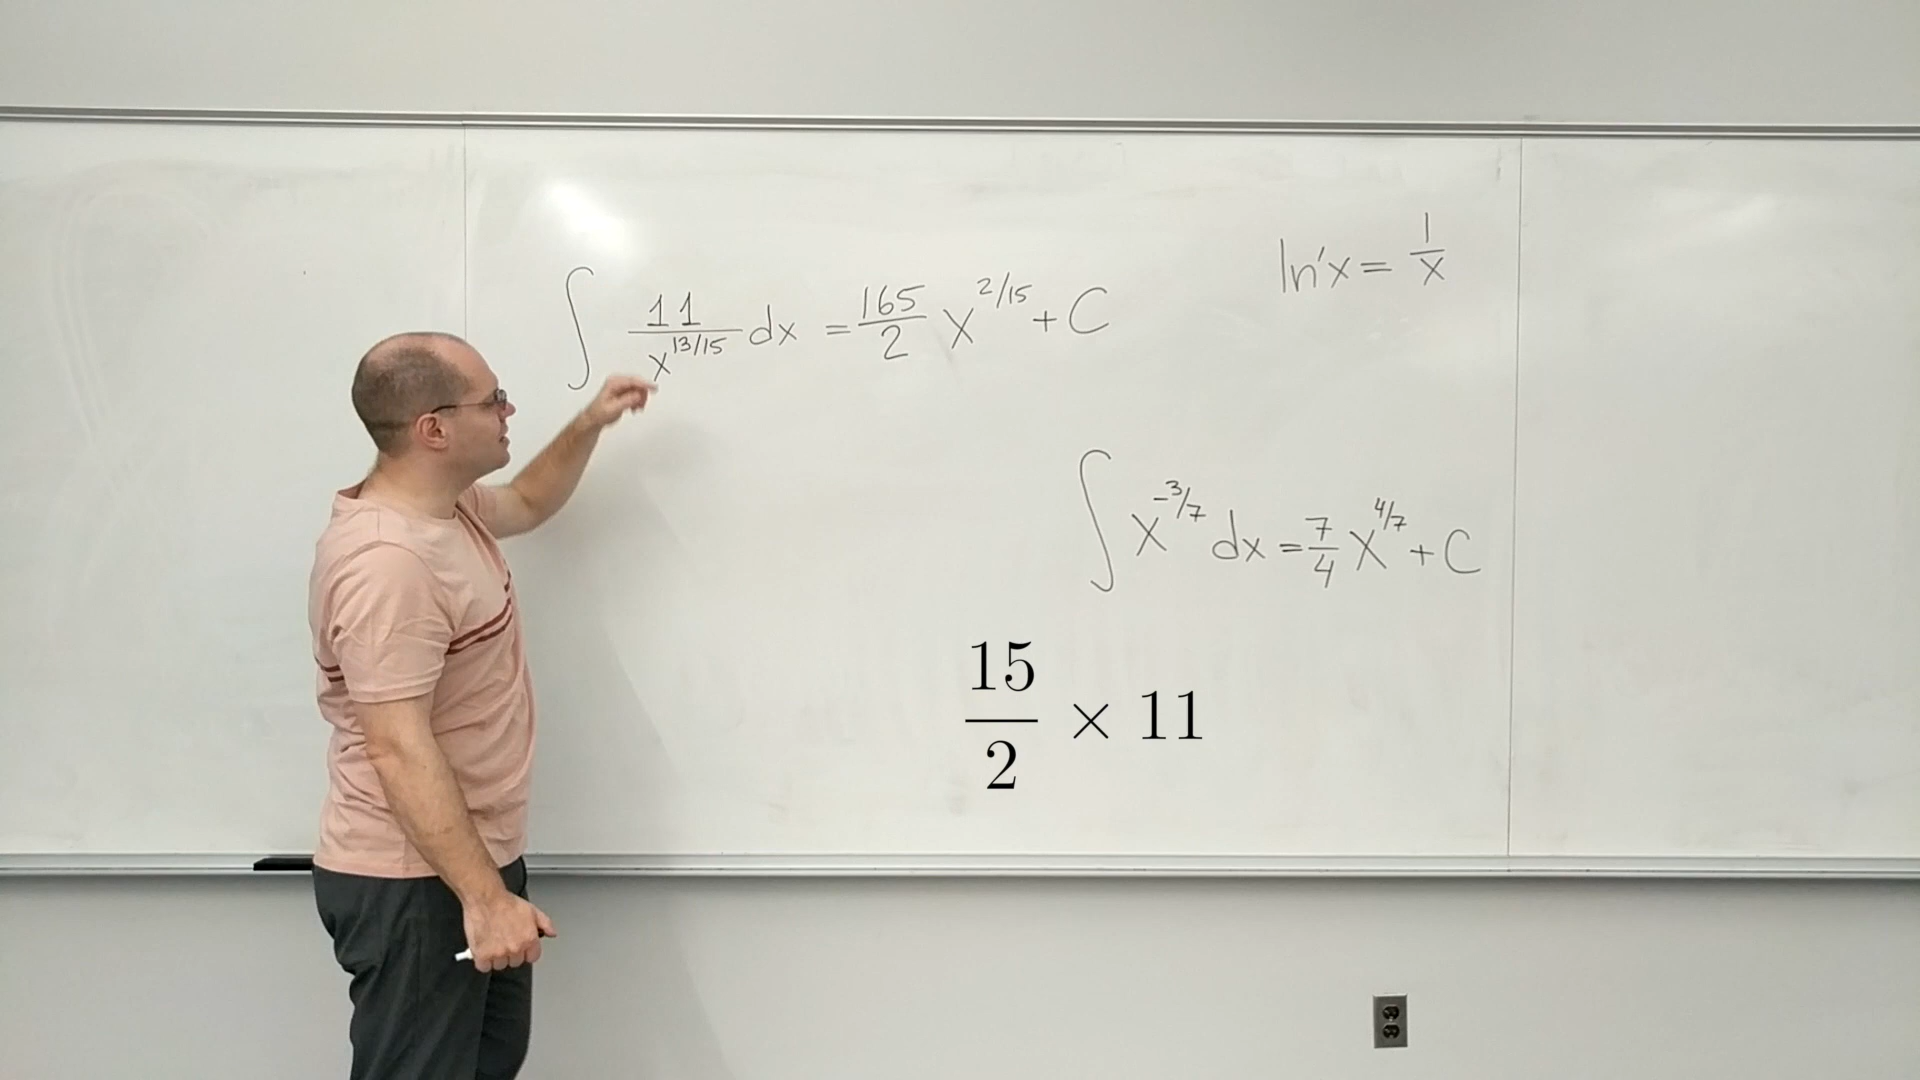 ∫ 11/x^(13/15) dx = 165/2 x^(2/15) + C
ln'x = 1/x
∫ x^(-3/7) dx = 7/4 x^(4/7) + C
15/2 × 11